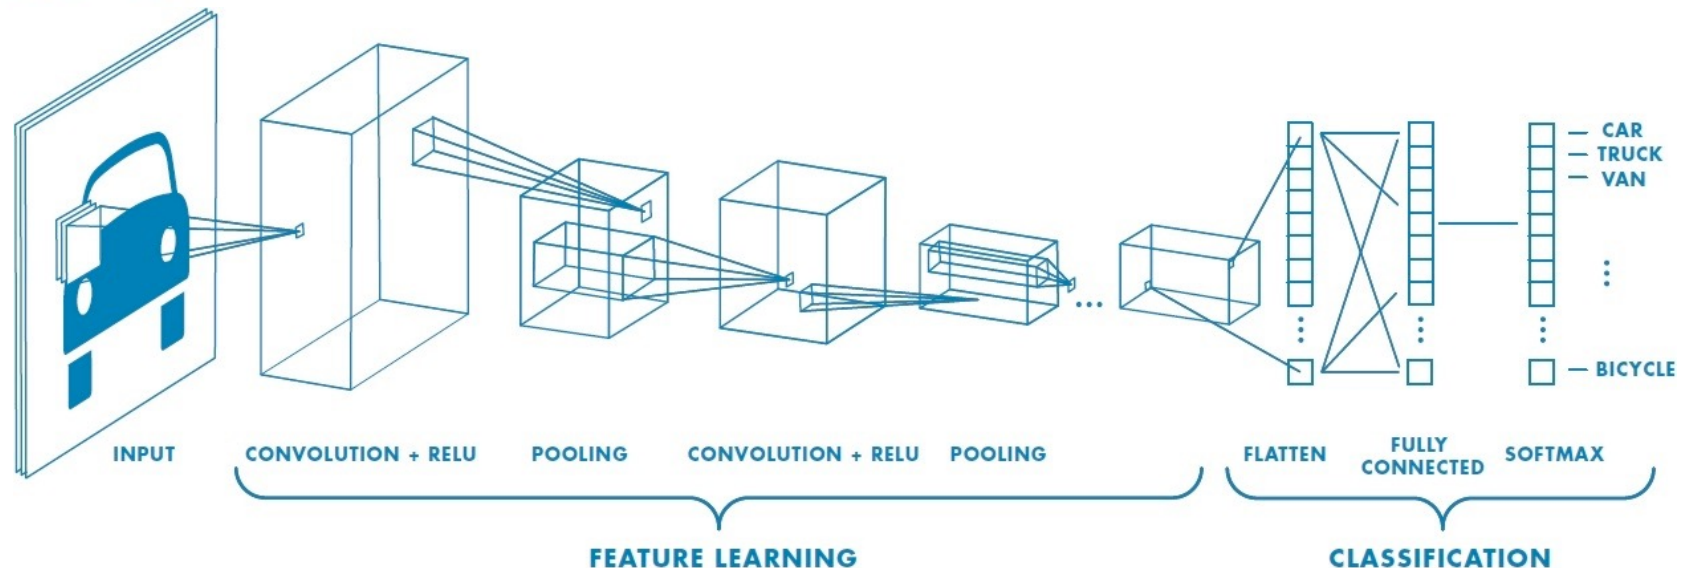 CAR
TRUCK
VAN
BICYCLE
INPUT
CONVOLUTION + RELU
POOLING
CONVOLUTION + RELU
POOLING
FLATTEN
FULLY
CONNECTED
SOFTMAX
FEATURE LEARNING
CLASSIFICATION